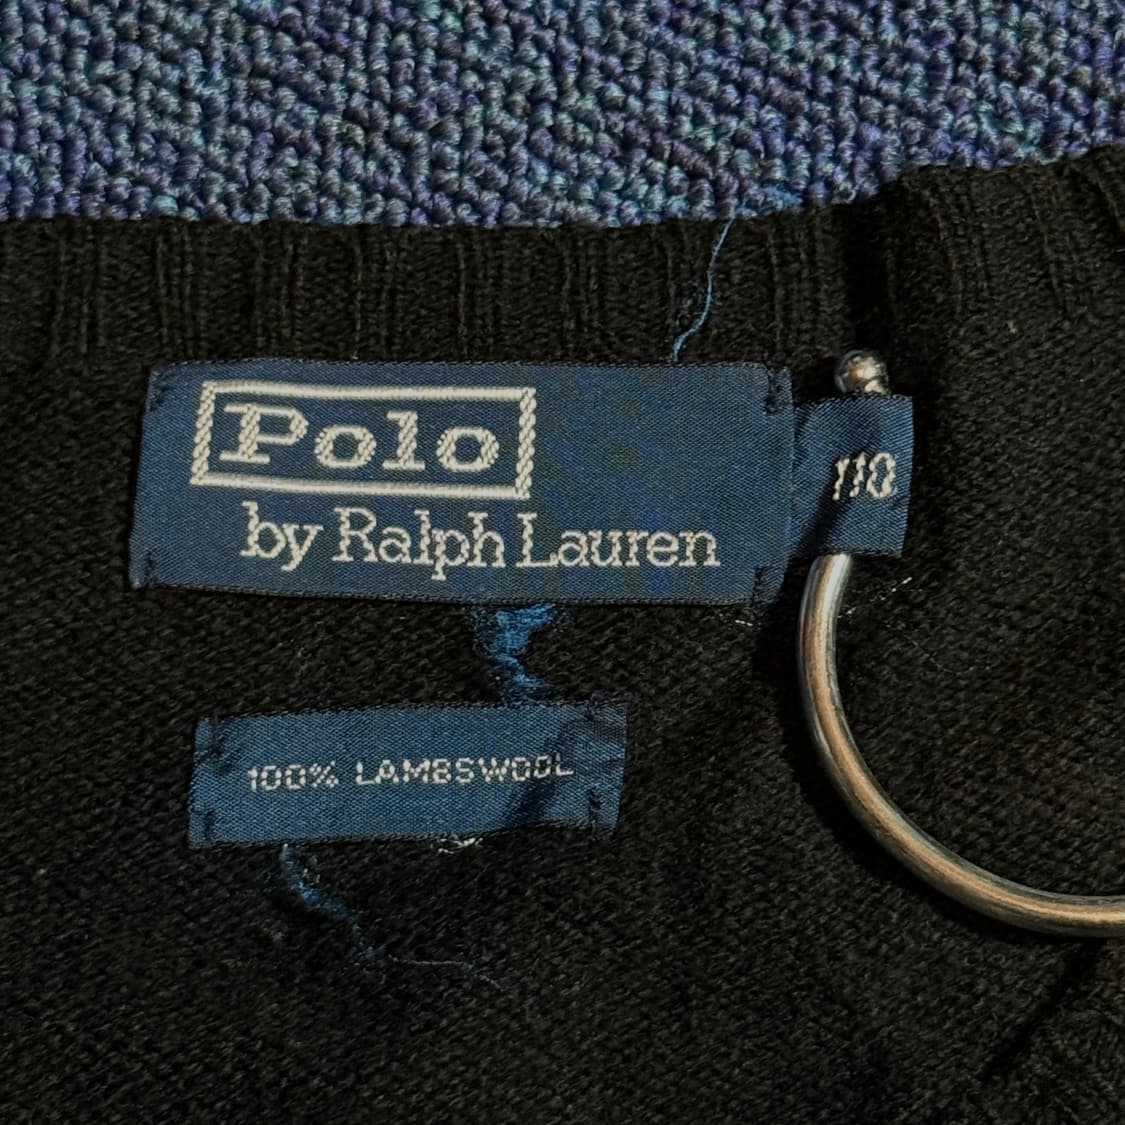 Polo
by Ralph Lauren
110
100% LAMBSWOOL